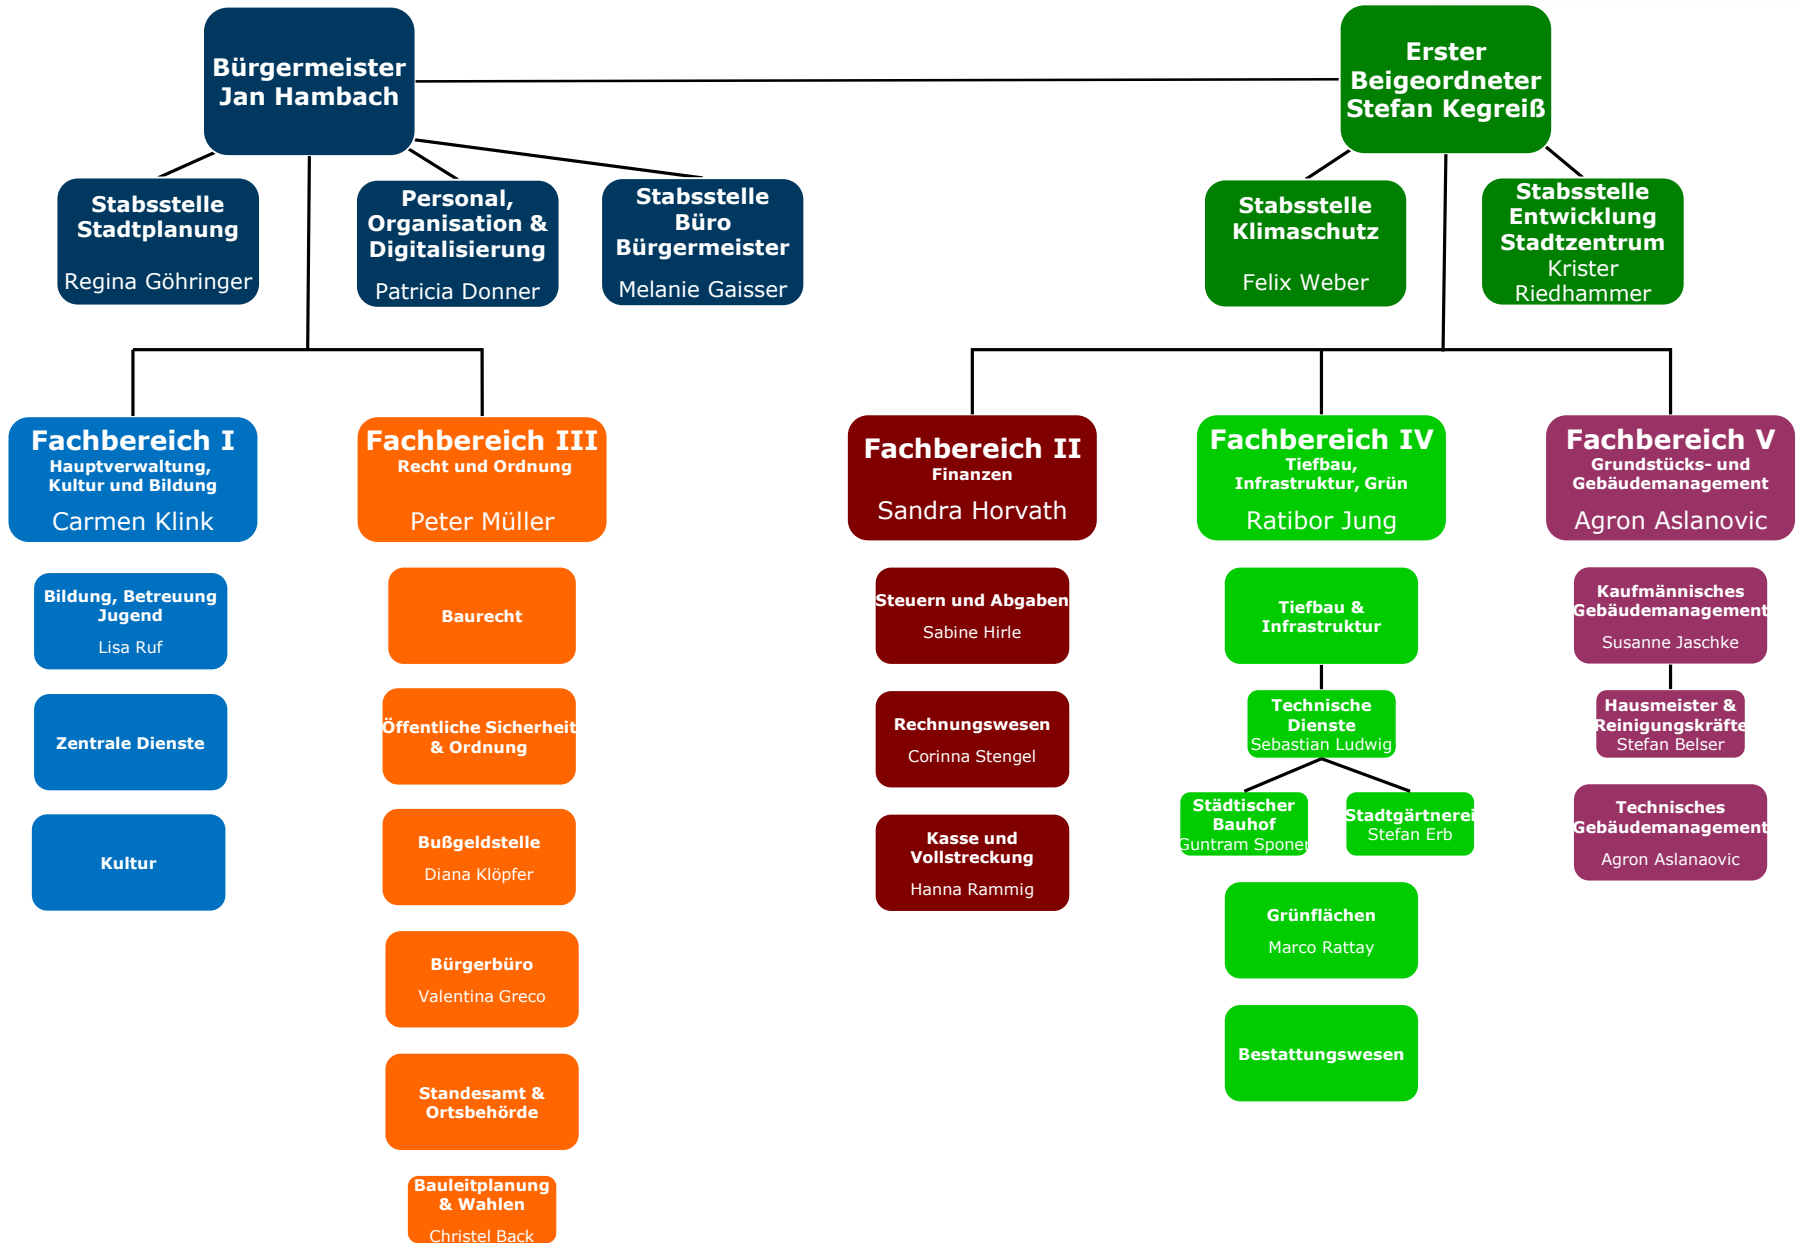 Bürgermeister
Jan Hambach
Erster
Beigeordneter
Stefan Kegreiß
Stabsstelle
Stadtplanung
Regina Göhringer
Personal,
Organisation &
Digitalisierung
Patricia Donner
Stabsstelle
Büro
Bürgermeister
Melanie Gaisser
Stabsstelle
Klimaschutz
Felix Weber
Stabsstelle
Entwicklung
Stadtzentrum
Krister
Riedhammer
Fachbereich I
Hauptverwaltung,
Kultur und Bildung
Carmen Klink
Bildung, Betreuung
Jugend
Lisa Ruf
Zentrale Dienste
Kultur
Fachbereich III
Recht und Ordnung
Peter Müller
Baurecht
Öffentliche Sicherheit
& Ordnung
Bußgeldstelle
Diana Klöpfer
Bürgerbüro
Valentina Greco
Standesamt &
Ortsbehörde
Bauleitplanung
& Wahlen
Christel Back
Fachbereich II
Finanzen
Sandra Horvath
Steuern und Abgaben
Sabine Hirle
Rechnungswesen
Corinna Stengel
Kasse und
Vollstreckung
Hanna Rammig
Fachbereich IV
Tiefbau,
Infrastruktur, Grün
Ratibor Jung
Tiefbau &
Infrastruktur
Technische
Dienste
Sebastian Ludwig
Städtischer
Bauhof
Guntram Sponer
Stadtgärtnerei
Stefan Erb
Grünflächen
Marco Rattay
Bestattungswesen
Fachbereich V
Grundstücks- und
Gebäudemanagement
Agron Aslanovic
Kaufmännisches
Gebäudemanagement
Susanne Jaschke
Hausmeister &
Reinigungskräfte
Stefan Belser
Technisches
Gebäudemanagement
Agron Aslanaovic